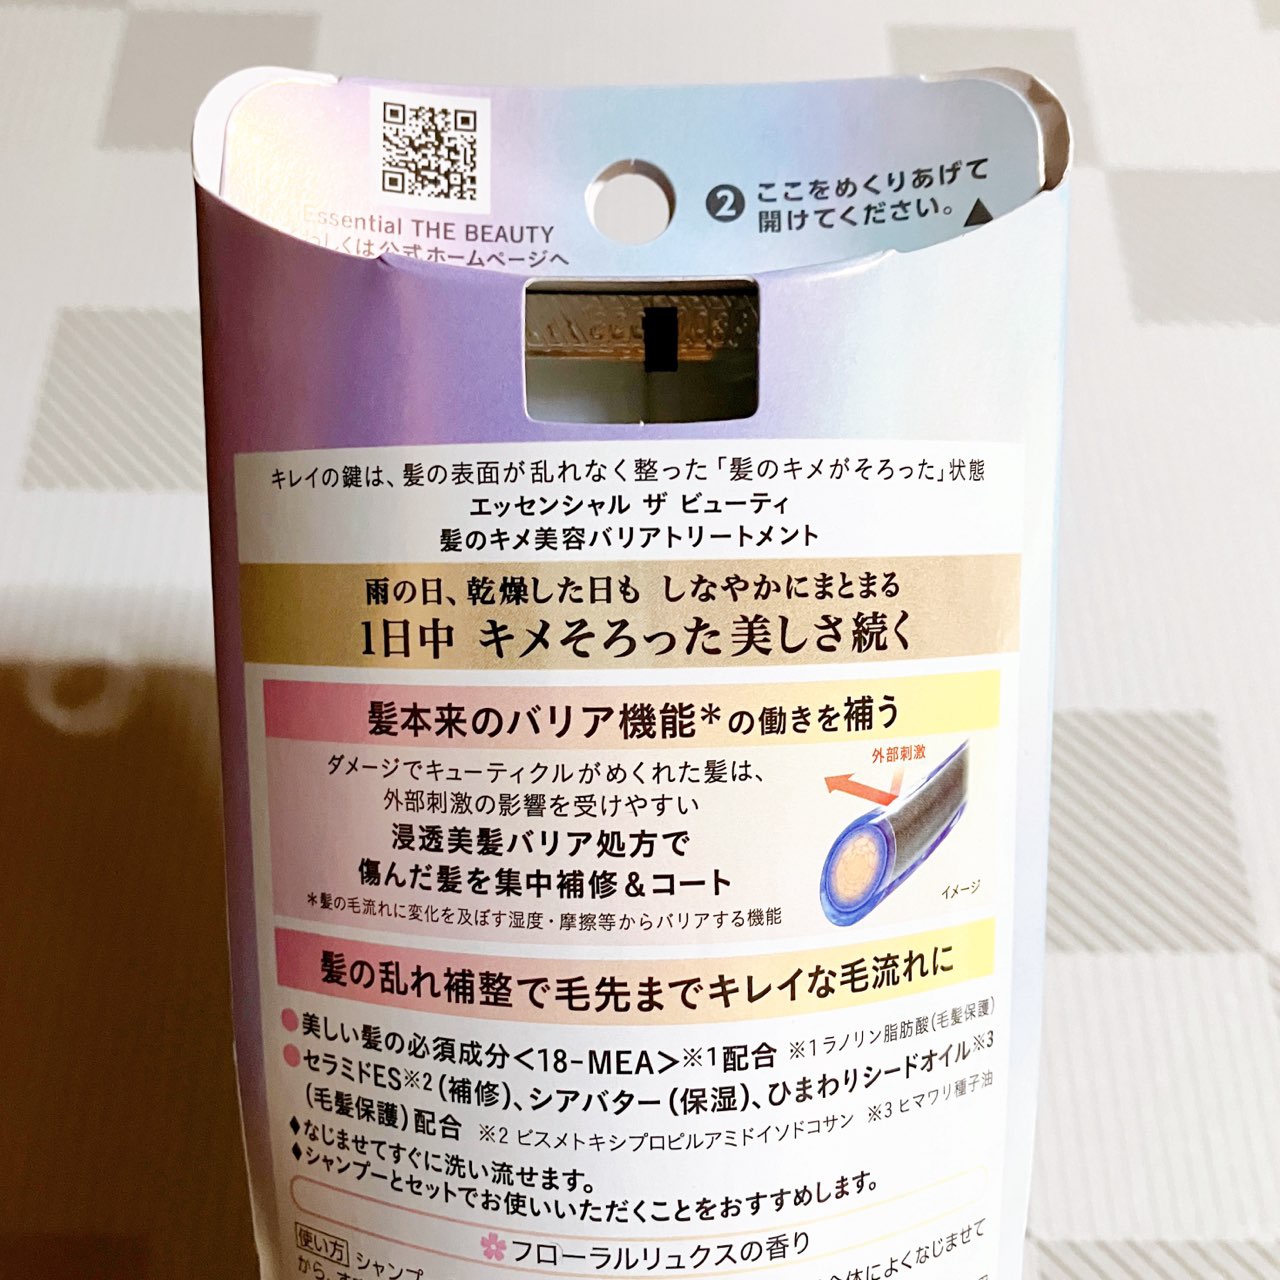 Essential THE BEAUTY
しくは公式ホームページへ
❷ ここをめくりあげて
開けてください。▲
キレイの鍵は、髪の表面が乱れなく整った「髪のキメがそろった」状態
エッセンシャル ザ ビューティ
髪のキメ美容バリアトリートメント
雨の日、乾燥した日も しなやかにまとまる
1日中 キメそろった美しさ続く
髪本来のバリア機能*の働きを補う
外部刺激
ダメージでキューティクルがめくれた髪は、
外部刺激の影響を受けやすい
浸透美髪バリア処方で
傷んだ髪を集中補修＆コート
イメージ
*髪の毛流れに変化を及ぼす湿度・摩擦等からバリアする機能
髪の乱れ補整で毛先までキレイな毛流れに
●美しい髪の必須成分<18-MEA>※1配合 ※1ラノリン脂肪酸(毛髪保護)
●セラミドES※2(補修)、シアバター(保湿)、ひまわりシードオイル※3
(毛髪保護)配合 ※2 ビスメトキシプロピルアミドイソドコサン ※3 ヒマワリ種子油
♦なじませてすぐに洗い流せます。
♦シャンプーとセットでお使いいただくことをおすすめします。
フローラルリュクスの香り
使い方 シャンプ 体によくなじませて
から、す